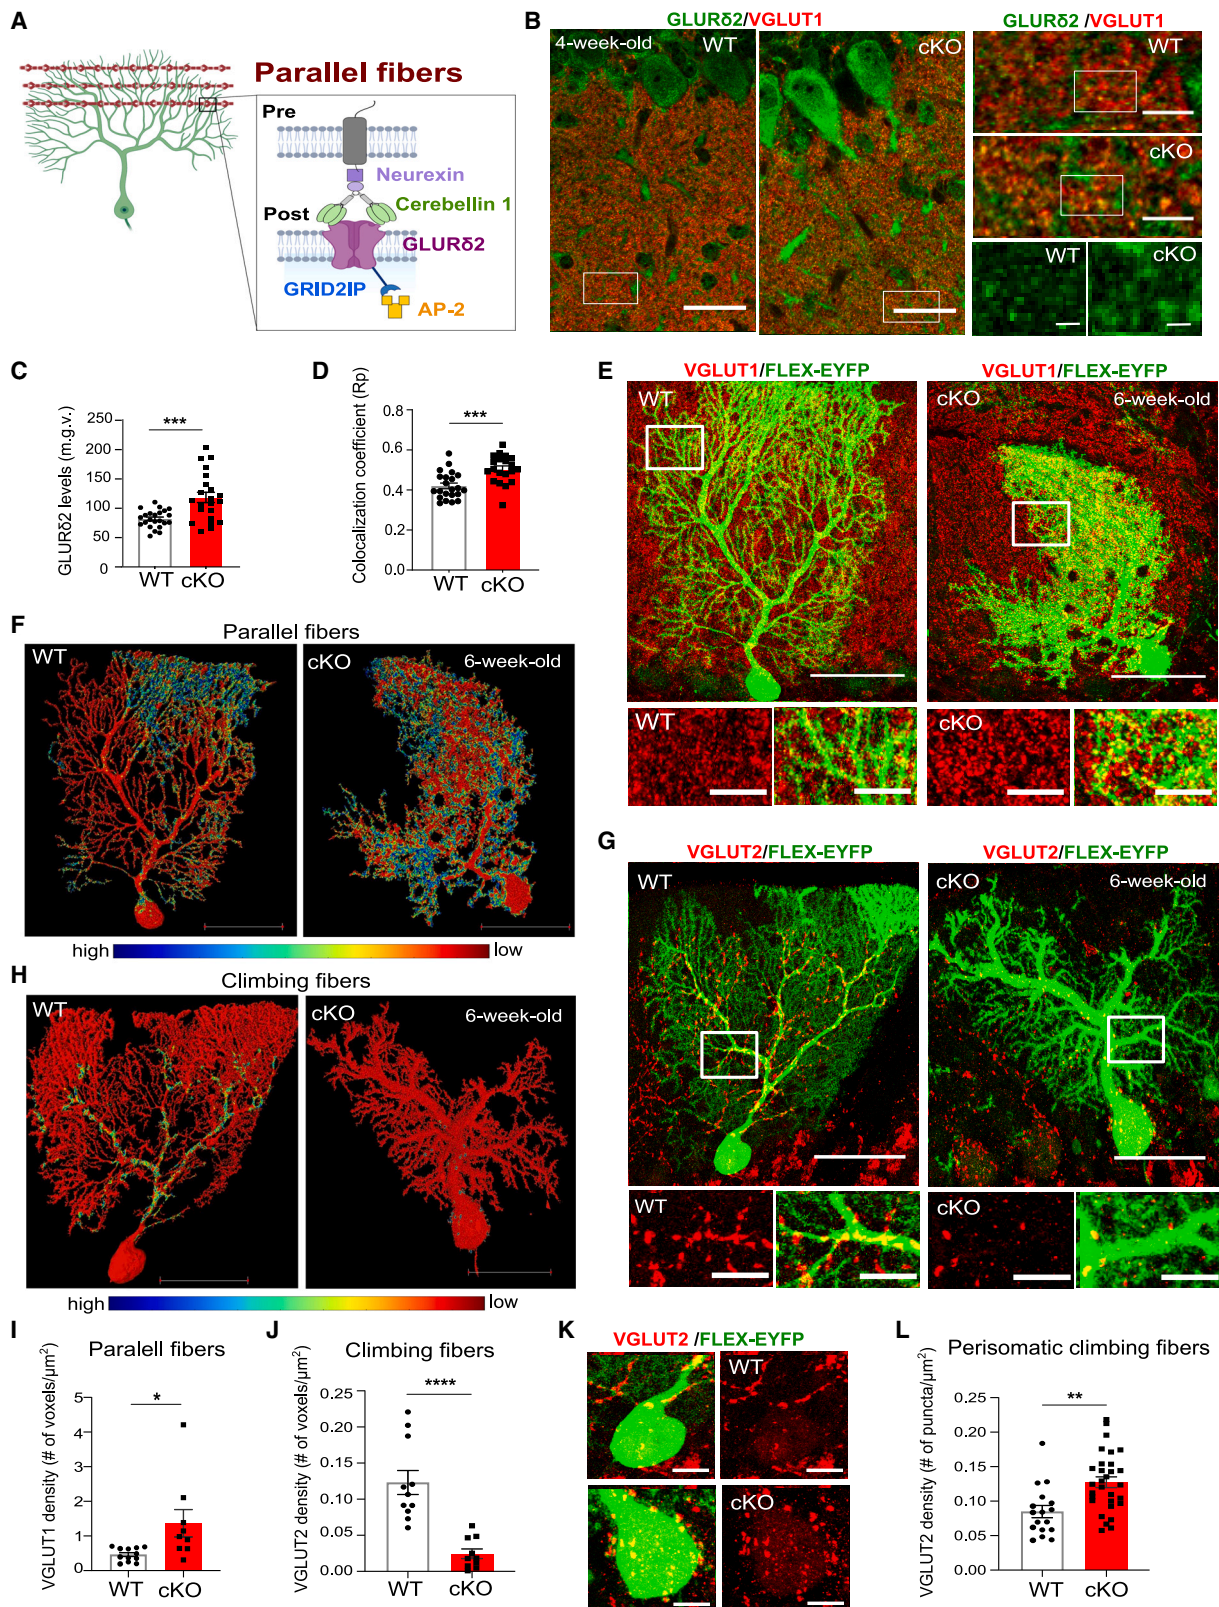 A
Parallel fibers
Pre
Neurexin
Cerebellin 1
Post
GLURδ2
GRID2IP
AP-2
B
GLURδ2/VGLUT1
4-week-old
WT
cKO
GLURδ2 /VGLUT1
WT
cKO
WT
cKO
C
GLURδ2 levels (m.g.v.)
250
200
150
100
50
0
***
WT
cKO
D
Colocalization coefficient (Rp)
0.8
0.6
0.4
0.2
0.0
***
WT
cKO
E
VGLUT1/FLEX-EYFP
VGLUT1/FLEX-EYFP
WT
cKO
6-week-old
WT
cKO
F
Parallel fibers
WT
cKO
6-week-old
high
low
G
VGLUT2/FLEX-EYFP
VGLUT2/FLEX-EYFP
WT
cKO
6-week-old
WT
cKO
H
Climbing fibers
WT
cKO
6-week-old
high
low
I
Paralell fibers
VGLUT1 density (# of voxels/µm²)
5
4
3
2
1
0
*
WT
cKO
J
Climbing fibers
VGLUT2 density (# of voxels/µm²)
0.25
0.20
0.15
0.10
0.05
0.00
****
WT
cKO
K
VGLUT2 /FLEX-EYFP
WT
cKO
L
Perisomatic climbing fibers
VGLUT2 density (# of puncta/µm²)
0.25
0.20
0.15
0.10
0.05
0.00
**
WT
cKO